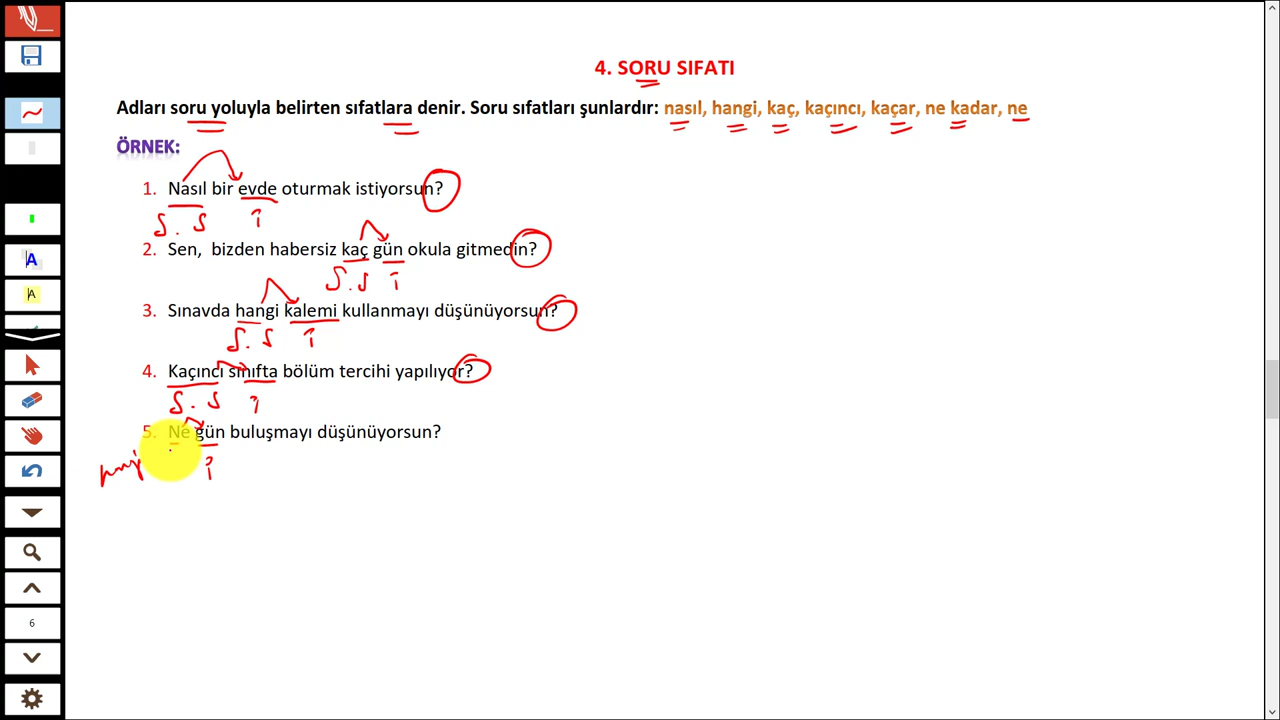 4. SORU SIFATI
Adları soru yoluyla belirten sıfatlara denir. Soru sıfatları şunlardır: nasıl, hangi, kaç, kaçıncı, kaçar, ne kadar, ne
ÖRNEK:
1. Nasıl bir evde oturmak istiyorsun?
S.S İ
2. Sen, bizden habersiz kaç gün okula gitmedin?
S.S İ
3. Sınavda hangi kalemi kullanmayı düşünüyorsun?
S.S İ
4. Kaçıncı sınıfta bölüm tercihi yapılıyor?
S.S İ
5. Ne gün buluşmayı düşünüyorsun?
İ
A
A
6